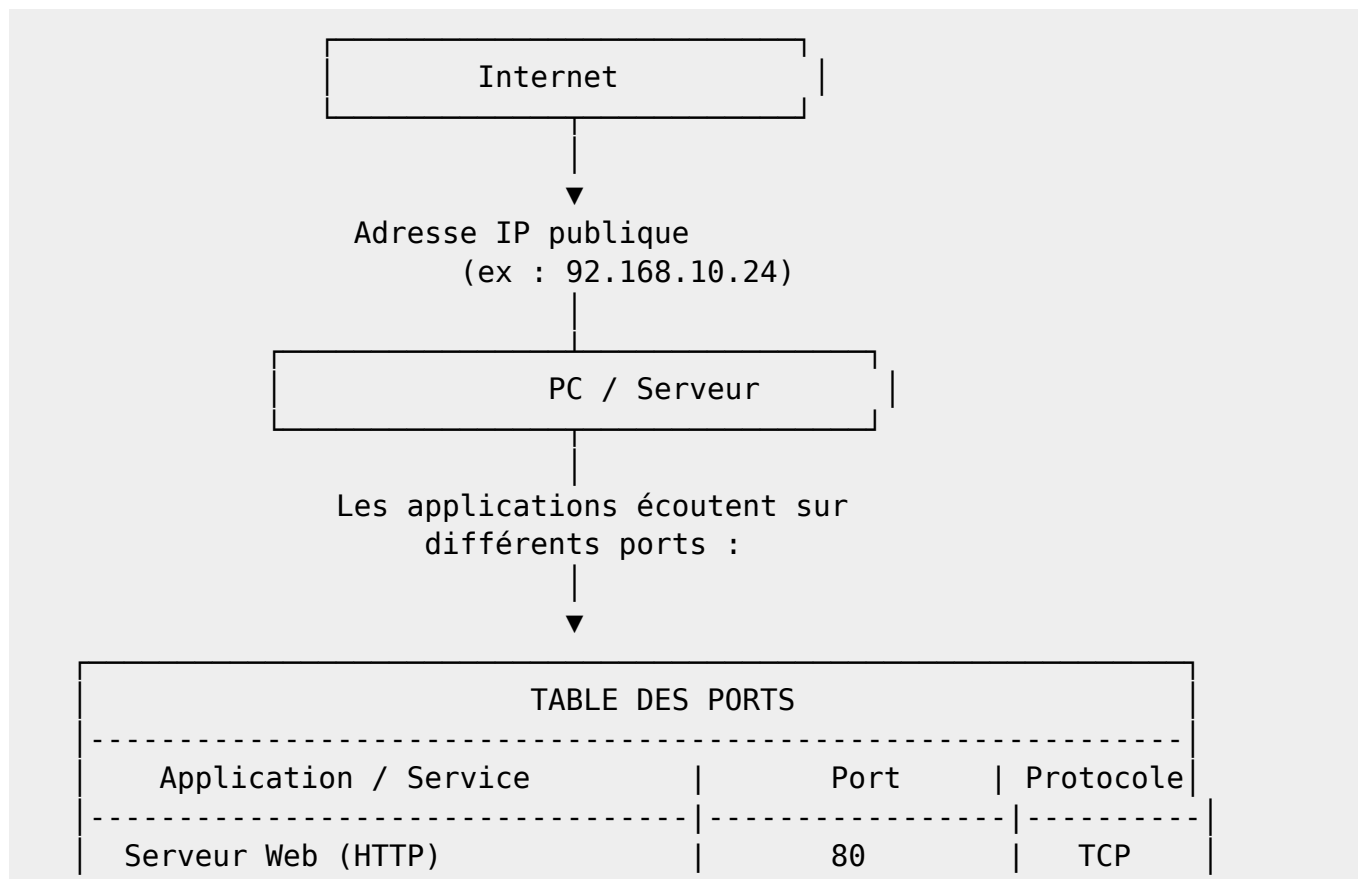 Internet
Adresse IP publique
(ex : 92.168.10.24)
PC / Serveur
Les applications écoutent sur
différents ports :
TABLE DES PORTS
Application / Service | Port | Protocole
Serveur Web (HTTP) | 80 | TCP